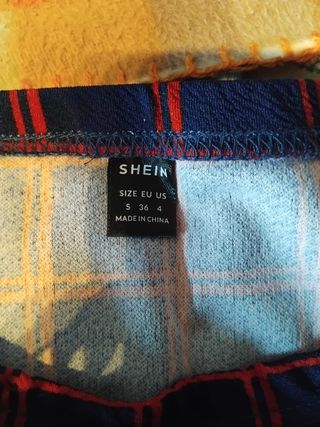 SHEIN
SIZE EU US
S 36 4
MADE IN CHINA